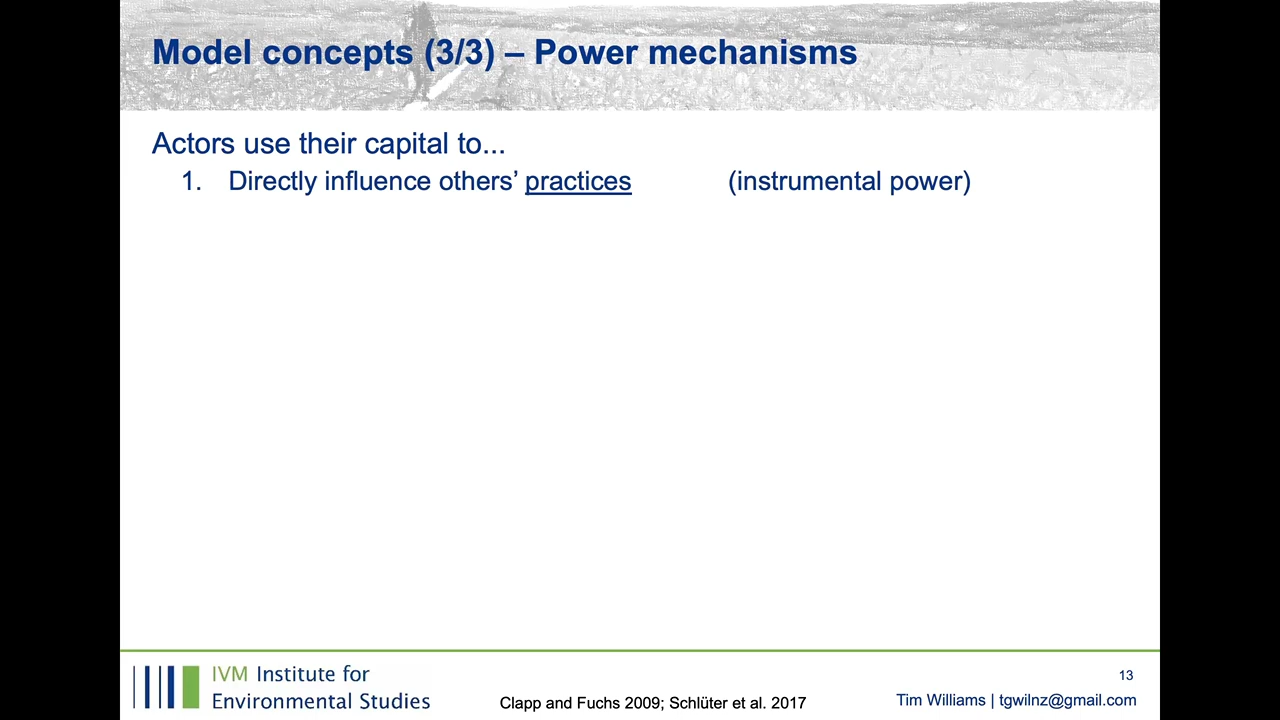 Model concepts (3/3) – Power mechanisms
Actors use their capital to...
1. Directly influence others’ practices (instrumental power)
IVM Institute for
Environmental Studies
Clapp and Fuchs 2009; Schlüter et al. 2017
13
Tim Williams | tgwilnz@gmail.com